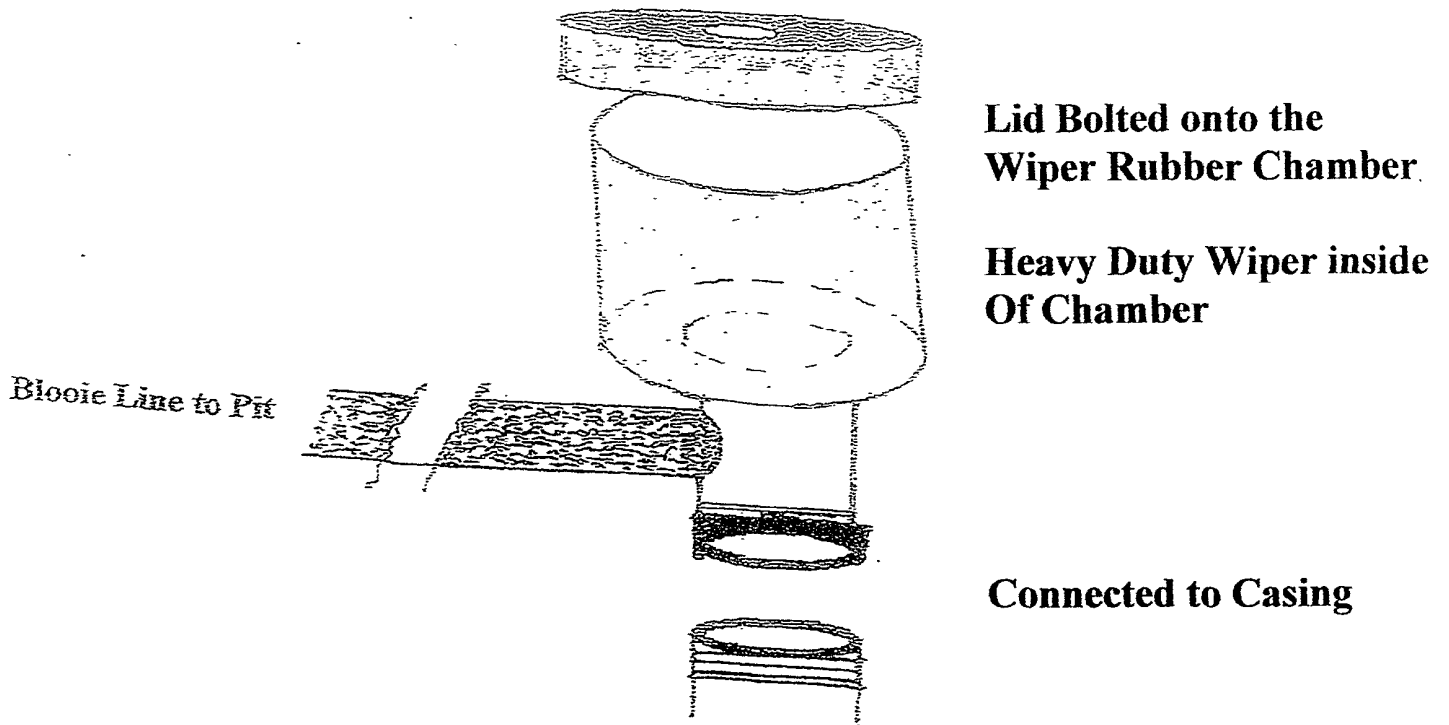 Lid Bolted onto the
Wiper Rubber Chamber
Heavy Duty Wiper inside
Of Chamber
Blooie Line to Pit
Connected to Casing